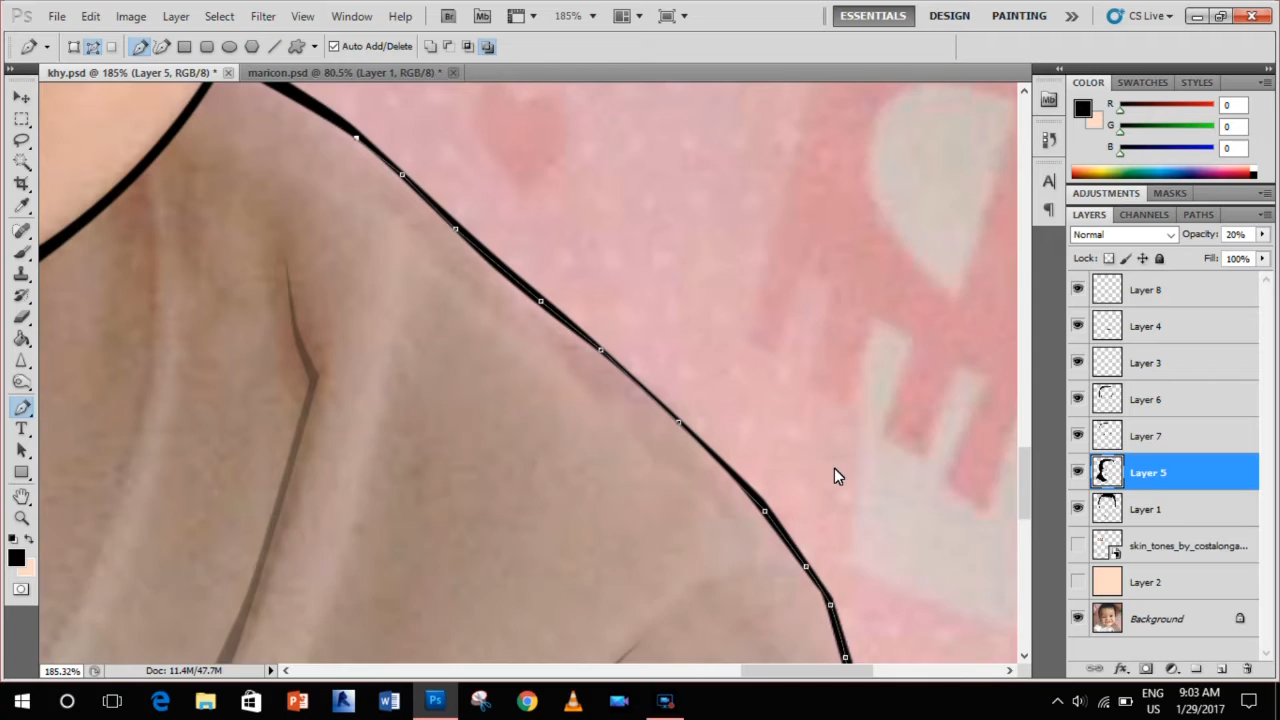 Ps File Edit Image Layer Select Filter View Window Help Br Mb 185% ESSENTIALS DESIGN PAINTING CS Live
Auto Add/Delete
khy.psd @ 185% (Layer 5, RGB/8) * maricon.psd @ 80.5% (Layer 1, RGB/8) *
COLOR SWATCHES STYLES
Mb
R 0
G 0
B 0
A
ADJUSTMENTS MASKS
LAYERS CHANNELS PATHS
Normal Opacity: 20%
Lock: Fill: 100%
Layer 8
Layer 4
Layer 3
Layer 6
Layer 7
Layer 5
Layer 1
skin_tones_by_costalonga...
Layer 2
Background
T
185.32% Doc: 11.4M/47.7M
fx
Ps
ENG
US
9:03 AM
1/29/2017